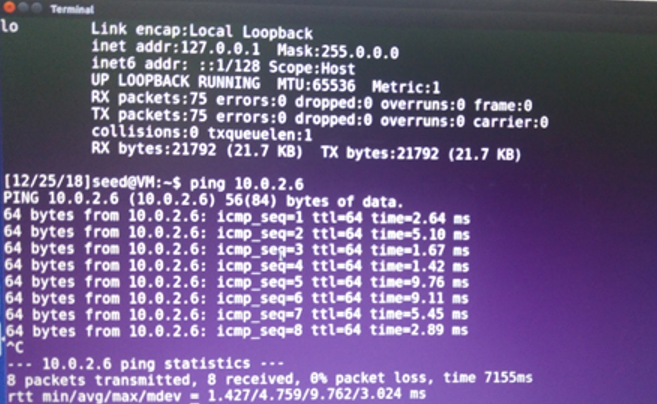 Terminal
lo Link encap:Local Loopback
inet addr:127.0.0.1 Mask:255.0.0.0
inet6 addr: ::1/128 Scope:Host
UP LOOPBACK RUNNING MTU:65536 Metric:1
RX packets:75 errors:0 dropped:0 overruns:0 frame:0
TX packets:75 errors:0 dropped:0 overruns:0 carrier:0
collisions:0 txqueuelen:1
RX bytes:21792 (21.7 KB) TX bytes:21792 (21.7 KB)
[12/25/18]seed@VM:~$ ping 10.0.2.6
PING 10.0.2.6 (10.0.2.6) 56(84) bytes of data.
64 bytes from 10.0.2.6: icmp_seq=1 ttl=64 time=2.64 ms
64 bytes from 10.0.2.6: icmp_seq=2 ttl=64 time=5.10 ms
64 bytes from 10.0.2.6: icmp_seq=3 ttl=64 time=1.67 ms
64 bytes from 10.0.2.6: icmp_seq=4 ttl=64 time=1.42 ms
64 bytes from 10.0.2.6: icmp_seq=5 ttl=64 time=9.76 ms
64 bytes from 10.0.2.6: icmp_seq=6 ttl=64 time=9.11 ms
64 bytes from 10.0.2.6: icmp_seq=7 ttl=64 time=5.45 ms
64 bytes from 10.0.2.6: icmp_seq=8 ttl=64 time=2.89 ms
^C
--- 10.0.2.6 ping statistics ---
8 packets transmitted, 8 received, 0% packet loss, time 7155ms
rtt min/avg/max/mdev = 1.427/4.759/9.762/3.024 ms